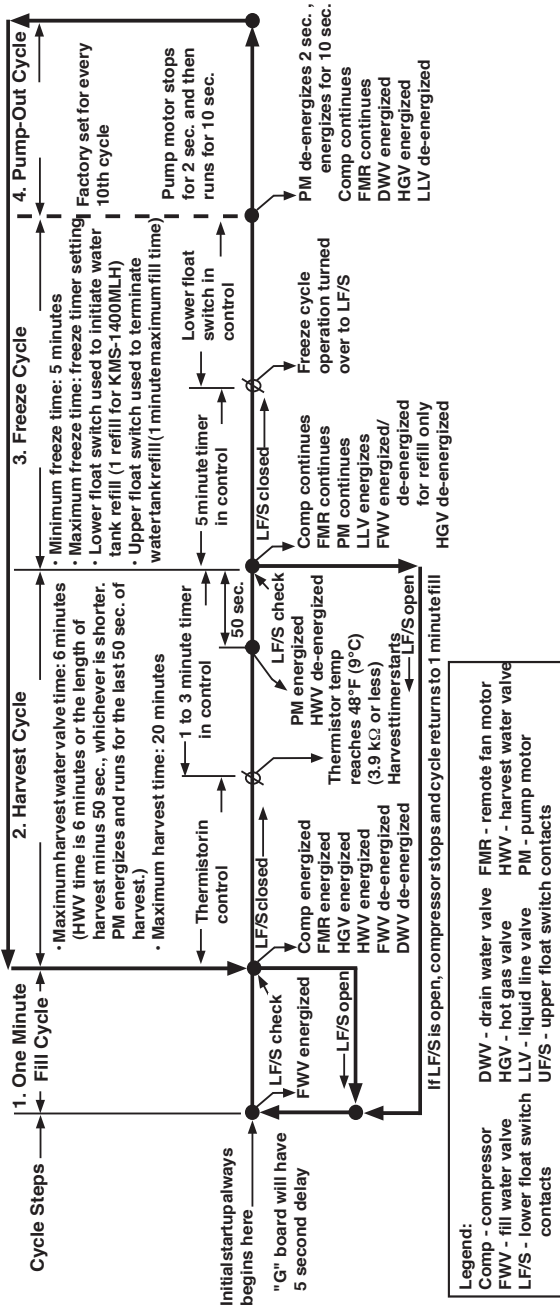 Cycle Steps
1. One Minute
Fill Cycle
2. Harvest Cycle
3. Freeze Cycle
4. Pump-Out Cycle
• Maximum harvest water valve time: 6 minutes
(HWV time is 6 minutes or the length of
harvest minus 50 sec., whichever is shorter.
PM energizes and runs for the last 50 sec. of
harvest.)
• Maximum harvest time: 20 minutes
• Minimum freeze time: 5 minutes
• Maximum freeze time: freeze timer setting
• Lower float switch used to initiate water
tank refill (1 refill for KMS-1400MLH)
• Upper float switch used to terminate
water tank refill (1 minute maximum fill time)
Factory set for every
10th cycle
Pump motor stops
for 2 sec. and then
runs for 10 sec.
Thermistor in
control
1 to 3 minute timer
in control
50 sec.
5 minute timer
in control
Lower float
switch in
control
Initial startup always
begins here
"G" board will have
5 second delay
LF/S check
FWV energized
LF/S open
LF/S closed
Comp energized
FMR energized
HGV energized
HWV energized
FWV de-energized
DWV de-energized
Thermistor temp
reaches 48°F (9°C)
(3.9 kΩ or less)
Harvest timer starts
PM energized
HWV de-energized
LF/S check
LF/S open
LF/S closed
Comp continues
FMR continues
PM continues
LLV energizes
FWV energized/
de-energized
for refill only
HGV de-energized
Freeze cycle
operation turned
over to LF/S
PM de-energizes 2 sec. ,
energizes for 10 sec.
Comp continues
FMR continues
DWV energized
HGV energized
LLV de-energized
If LF/S is open, compressor stops and cycle returns to 1 minute fill
Legend:
Comp - compressor
FWV - fill water valve
LF/S - lower float switch
contacts
DWV - drain water valve
HGV - hot gas valve
LLV - liquid line valve
UF/S - upper float switch contacts
FMR - remote fan motor
HWV - harvest water valve
PM - pump motor